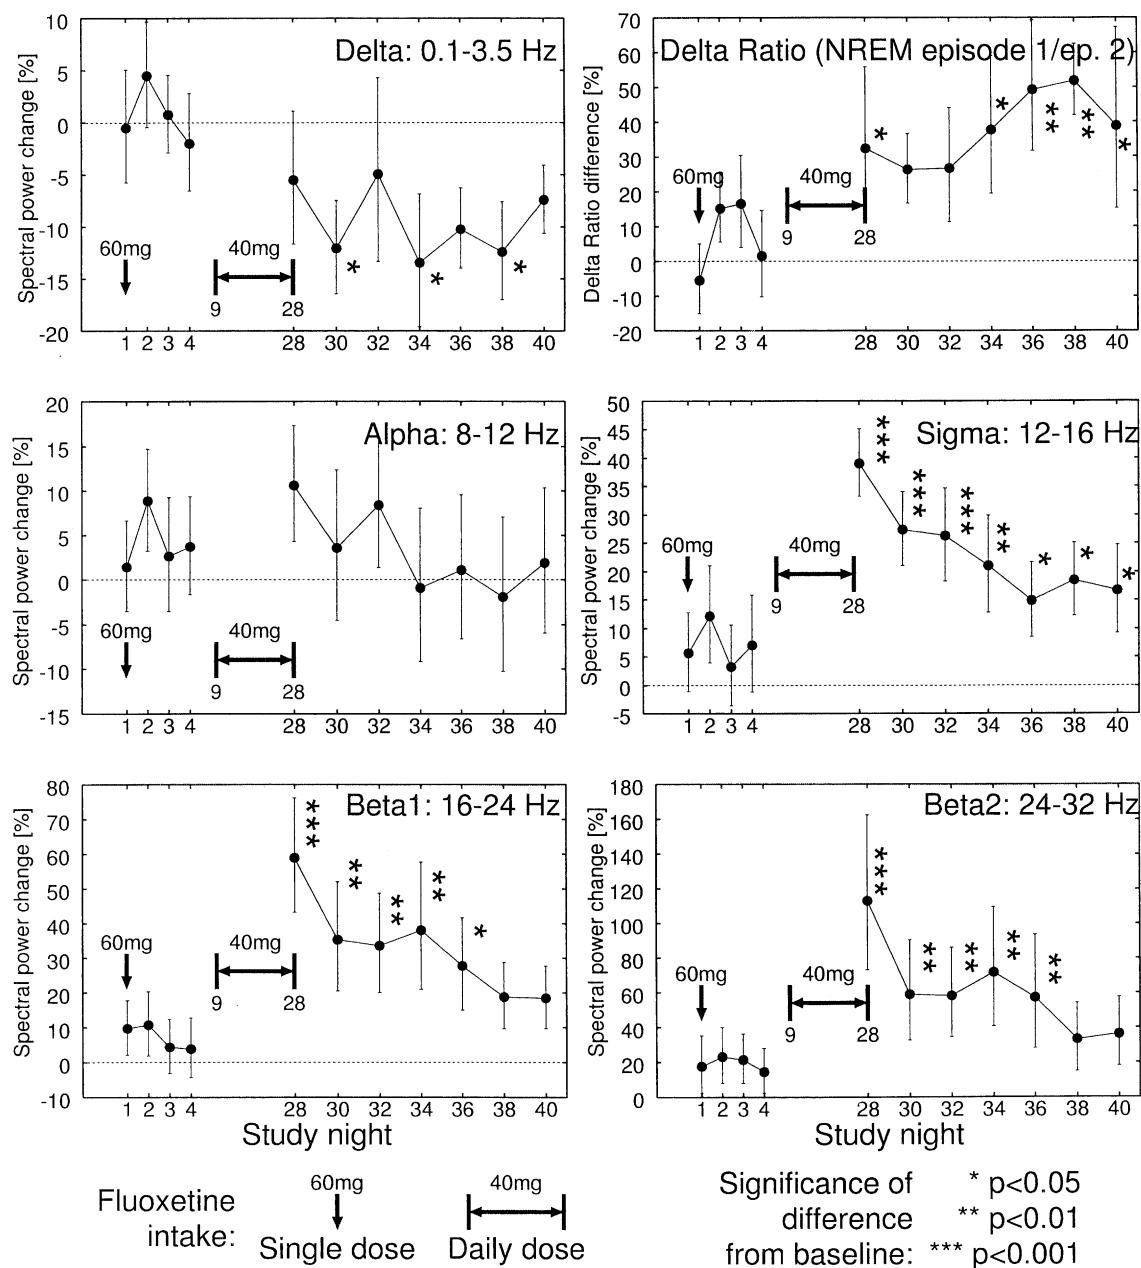 Delta: 0.1-3.5 Hz
Spectral power change [%]
10
5
0
-5
-10
-15
-20
60mg
40mg
9 28
1 2 3 4 28 30 32 34 36 38 40
* * *
Delta Ratio (NREM episode 1/ep. 2)
Delta Ratio difference [%]
70
60
50
40
30
20
10
0
-10
-20
60mg
40mg
9 28
1 2 3 4 28 30 32 34 36 38 40
* * ** ** *
Alpha: 8-12 Hz
Spectral power change [%]
20
15
10
5
0
-5
-10
-15
60mg
40mg
9 28
1 2 3 4 28 30 32 34 36 38 40
Sigma: 12-16 Hz
Spectral power change [%]
50
45
40
35
30
25
20
15
10
5
0
-5
60mg
40mg
9 28
1 2 3 4 28 30 32 34 36 38 40
*** *** *** ** * * *
Beta1: 16-24 Hz
Spectral power change [%]
80
70
60
50
40
30
20
10
0
-10
60mg
40mg
9 28
1 2 3 4 28 30 32 34 36 38 40
*** ** ** ** *
Study night
Beta2: 24-32 Hz
Spectral power change [%]
180
160
140
120
100
80
60
40
20
0
60mg
40mg
9 28
1 2 3 4 28 30 32 34 36 38 40
*** ** ** ** **
Study night
Fluoxetine
intake:
60mg
Single dose
40mg
Daily dose
Significance of * p<0.05
difference ** p<0.01
from baseline: *** p<0.001